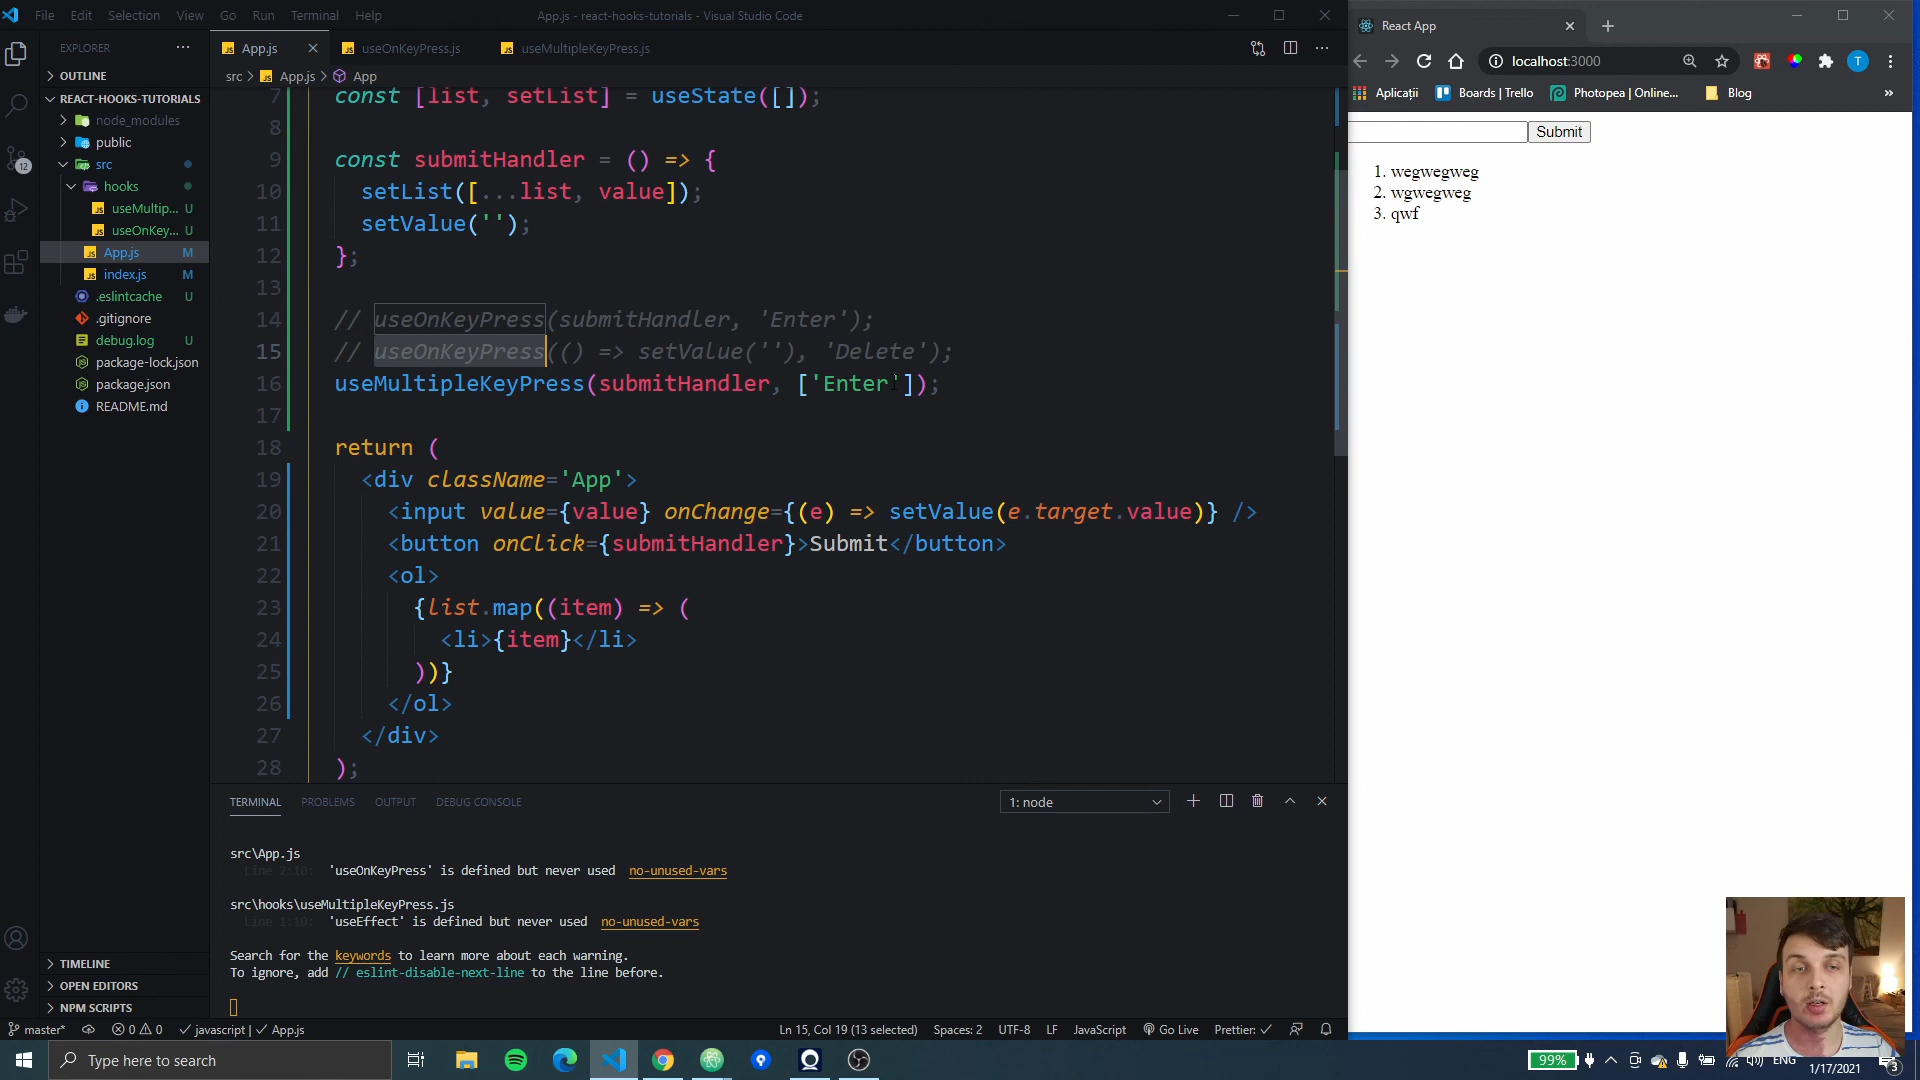 File Edit Selection View Go Run Terminal Help
App.js - react-hooks-tutorials - Visual Studio Code
EXPLORER
OUTLINE
REACT-HOOKS-TUTORIALS
node_modules
public
src
hooks
useMultip... U
useOnKey... U
App.js M
index.js M
.eslintcache U
.gitignore
debug.log U
package-lock.json
package.json
README.md
TIMELINE
OPEN EDITORS
NPM SCRIPTS
12
App.js
useOnKeyPress.js
useMultipleKeyPress.js
src > App.js > App
7 const [list, setList] = useState([]);
8
9 const submitHandler = () => {
10 setList([...list, value]);
11 setValue('');
12 };
13
14 // useOnKeyPress(submitHandler, 'Enter');
15 // useOnKeyPress(() => setValue(''), 'Delete');
16 useMultipleKeyPress(submitHandler, ['Enter']);
17
18 return (
19 <div className='App'>
20 <input value={value} onChange={(e) => setValue(e.target.value)} />
21 <button onClick={submitHandler}>Submit</button>
22 <ol>
23 {list.map((item) => (
24 <li>{item}</li>
25 ))}
26 </ol>
27 </div>
28 );
TERMINAL PROBLEMS OUTPUT DEBUG CONSOLE
1: node
src\App.js
Line 2:10: 'useOnKeyPress' is defined but never used no-unused-vars
src\hooks\useMultipleKeyPress.js
Line 1:10: 'useEffect' is defined but never used no-unused-vars
Search for the keywords to learn more about each warning.
To ignore, add // eslint-disable-next-line to the line before.
master* 0 0 javascript | App.js
Ln 15, Col 19 (13 selected) Spaces: 2 UTF-8 LF JavaScript Go Live Prettier:
React App
localhost:3000
T
Aplicații Boards | Trello Photopea | Online... Blog »
Submit
1. wegwegweg
2. wgwegweg
3. qwf
Type here to search
99%
ENG
1/17/2021
3